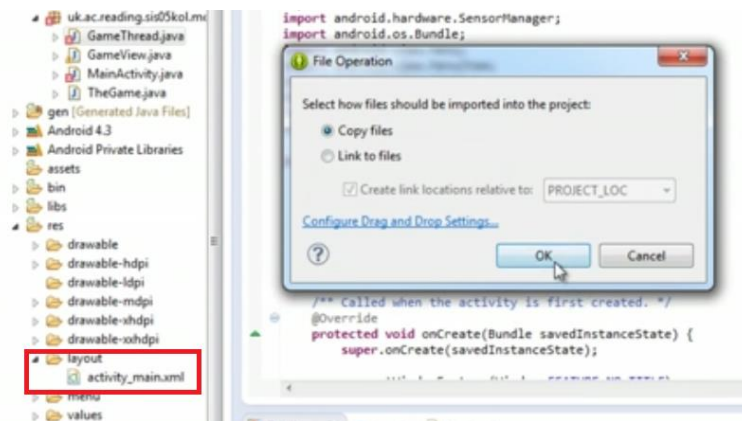 uk.ac.reading.sis05kol.mo
GameThread.java
GameView.java
MainActivity.java
TheGame.java
gen [Generated Java Files]
Android 4.3
Android Private Libraries
assets
bin
libs
res
drawable
drawable-hdpi
drawable-ldpi
drawable-mdpi
drawable-xhdpi
drawable-xxhdpi
layout
activity_main.xml
menu
values
import android.hardware.SensorManager;
import android.os.Bundle;
File Operation
Select how files should be imported into the project:
Copy files
Link to files
Create link locations relative to: PROJECT_LOC
Configure Drag and Drop Settings...
OK
Cancel
/** Called when the activity is first created. */
@Override
protected void onCreate(Bundle savedInstanceState) {
super.onCreate(savedInstanceState);